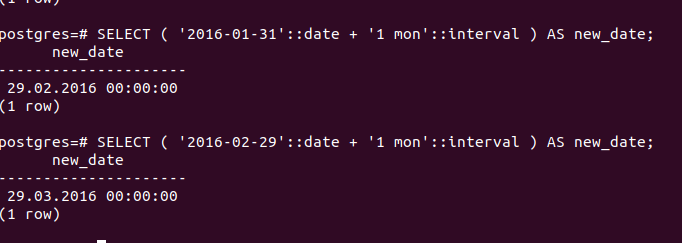 (1 row)
postgres=# SELECT ( '2016-01-31'::date + '1 mon'::interval ) AS new_date;
new_date
---------------------
29.02.2016 00:00:00
(1 row)
postgres=# SELECT ( '2016-02-29'::date + '1 mon'::interval ) AS new_date;
new_date
---------------------
29.03.2016 00:00:00
(1 row)